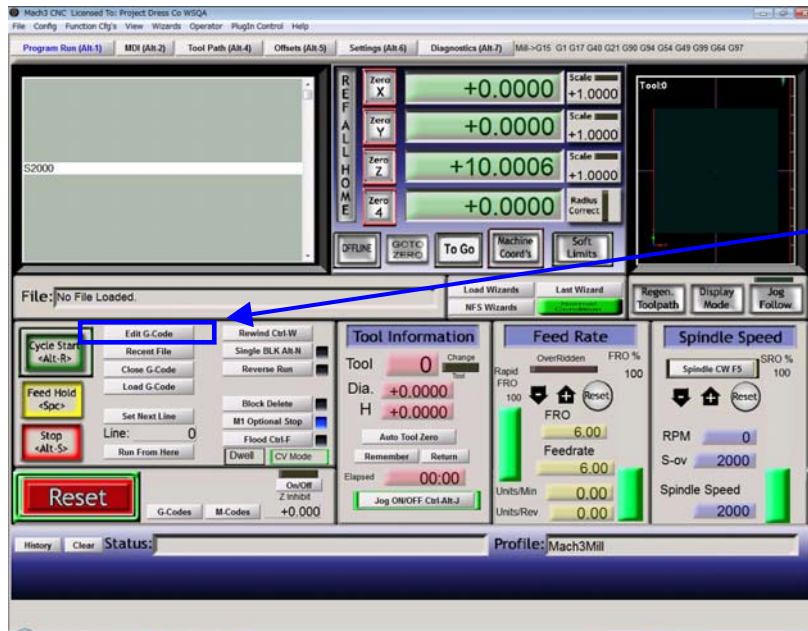 Mach3 CNC Licensed To: Project Dress Co WSQA
File Config Function Cfg's View Wizards Operator PlugIn Control Help
Program Run (Alt-1) MDI (Alt-2) Tool Path (Alt-4) Offsets (Alt-5) Settings (Alt-6) Diagnostics (Alt-7) Mill->G15 G1 G17 G40 G21 G90 G94 G54 G49 G99 G64 G97
S2000
REF ALL HOME
Zero X +0.0000 Scale +1.0000
Zero Y +0.0000 Scale +1.0000
Zero Z +10.0006 Scale +1.0000
Zero 4 +0.0000 Radius Correct
OFFLINE GOTO ZERO To Go Machine Coord's Soft Limits
Tool:0
File: No File Loaded.
Load Wizards Last Wizard
NFS Wizards
Regen. Toolpath Display Mode Jog Follow
Cycle Start <Alt-R>
Feed Hold <Spc>
Stop <Alt-S>
Edit G-Code Rewind Ctrl-W
Recent File Single BLK Alt-N
Close G-Code Reverse Run
Load G-Code
Block Delete
Set Next Line M1 Optional Stop
Line: 0 Flood Ctrl-F
Run From Here Dwell CV Mode
Reset
On/Off
Z Inhibit
G-Codes M-Codes +0.000
Tool Information
Tool 0 Change Tool
Dia. +0.0000
H +0.0000
Auto Tool Zero
Remember Return
Elapsed 00:00
Jog ON/OFF Ctrl-Alt-J
Feed Rate
OverRidden FRO %
Rapid FRO 100 100
Reset
FRO
6.00
Feedrate
6.00
Units/Min 0.00
Units/Rev 0.00
Spindle Speed
Spindle CW F5 SRO % 100
Reset
RPM 0
S-ov 2000
Spindle Speed
2000
History Clear Status: Profile: Mach3Mill